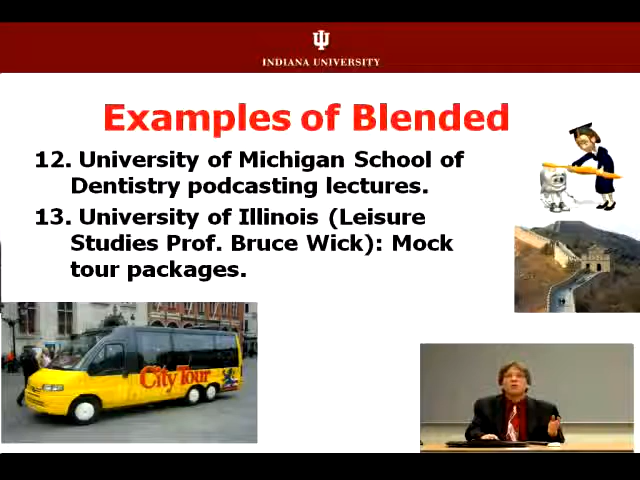 INDIANA UNIVERSITY
Examples of Blended
12. University of Michigan School of
Dentistry podcasting lectures.
13. University of Illinois (Leisure
Studies Prof. Bruce Wick): Mock
tour packages.
City Tour